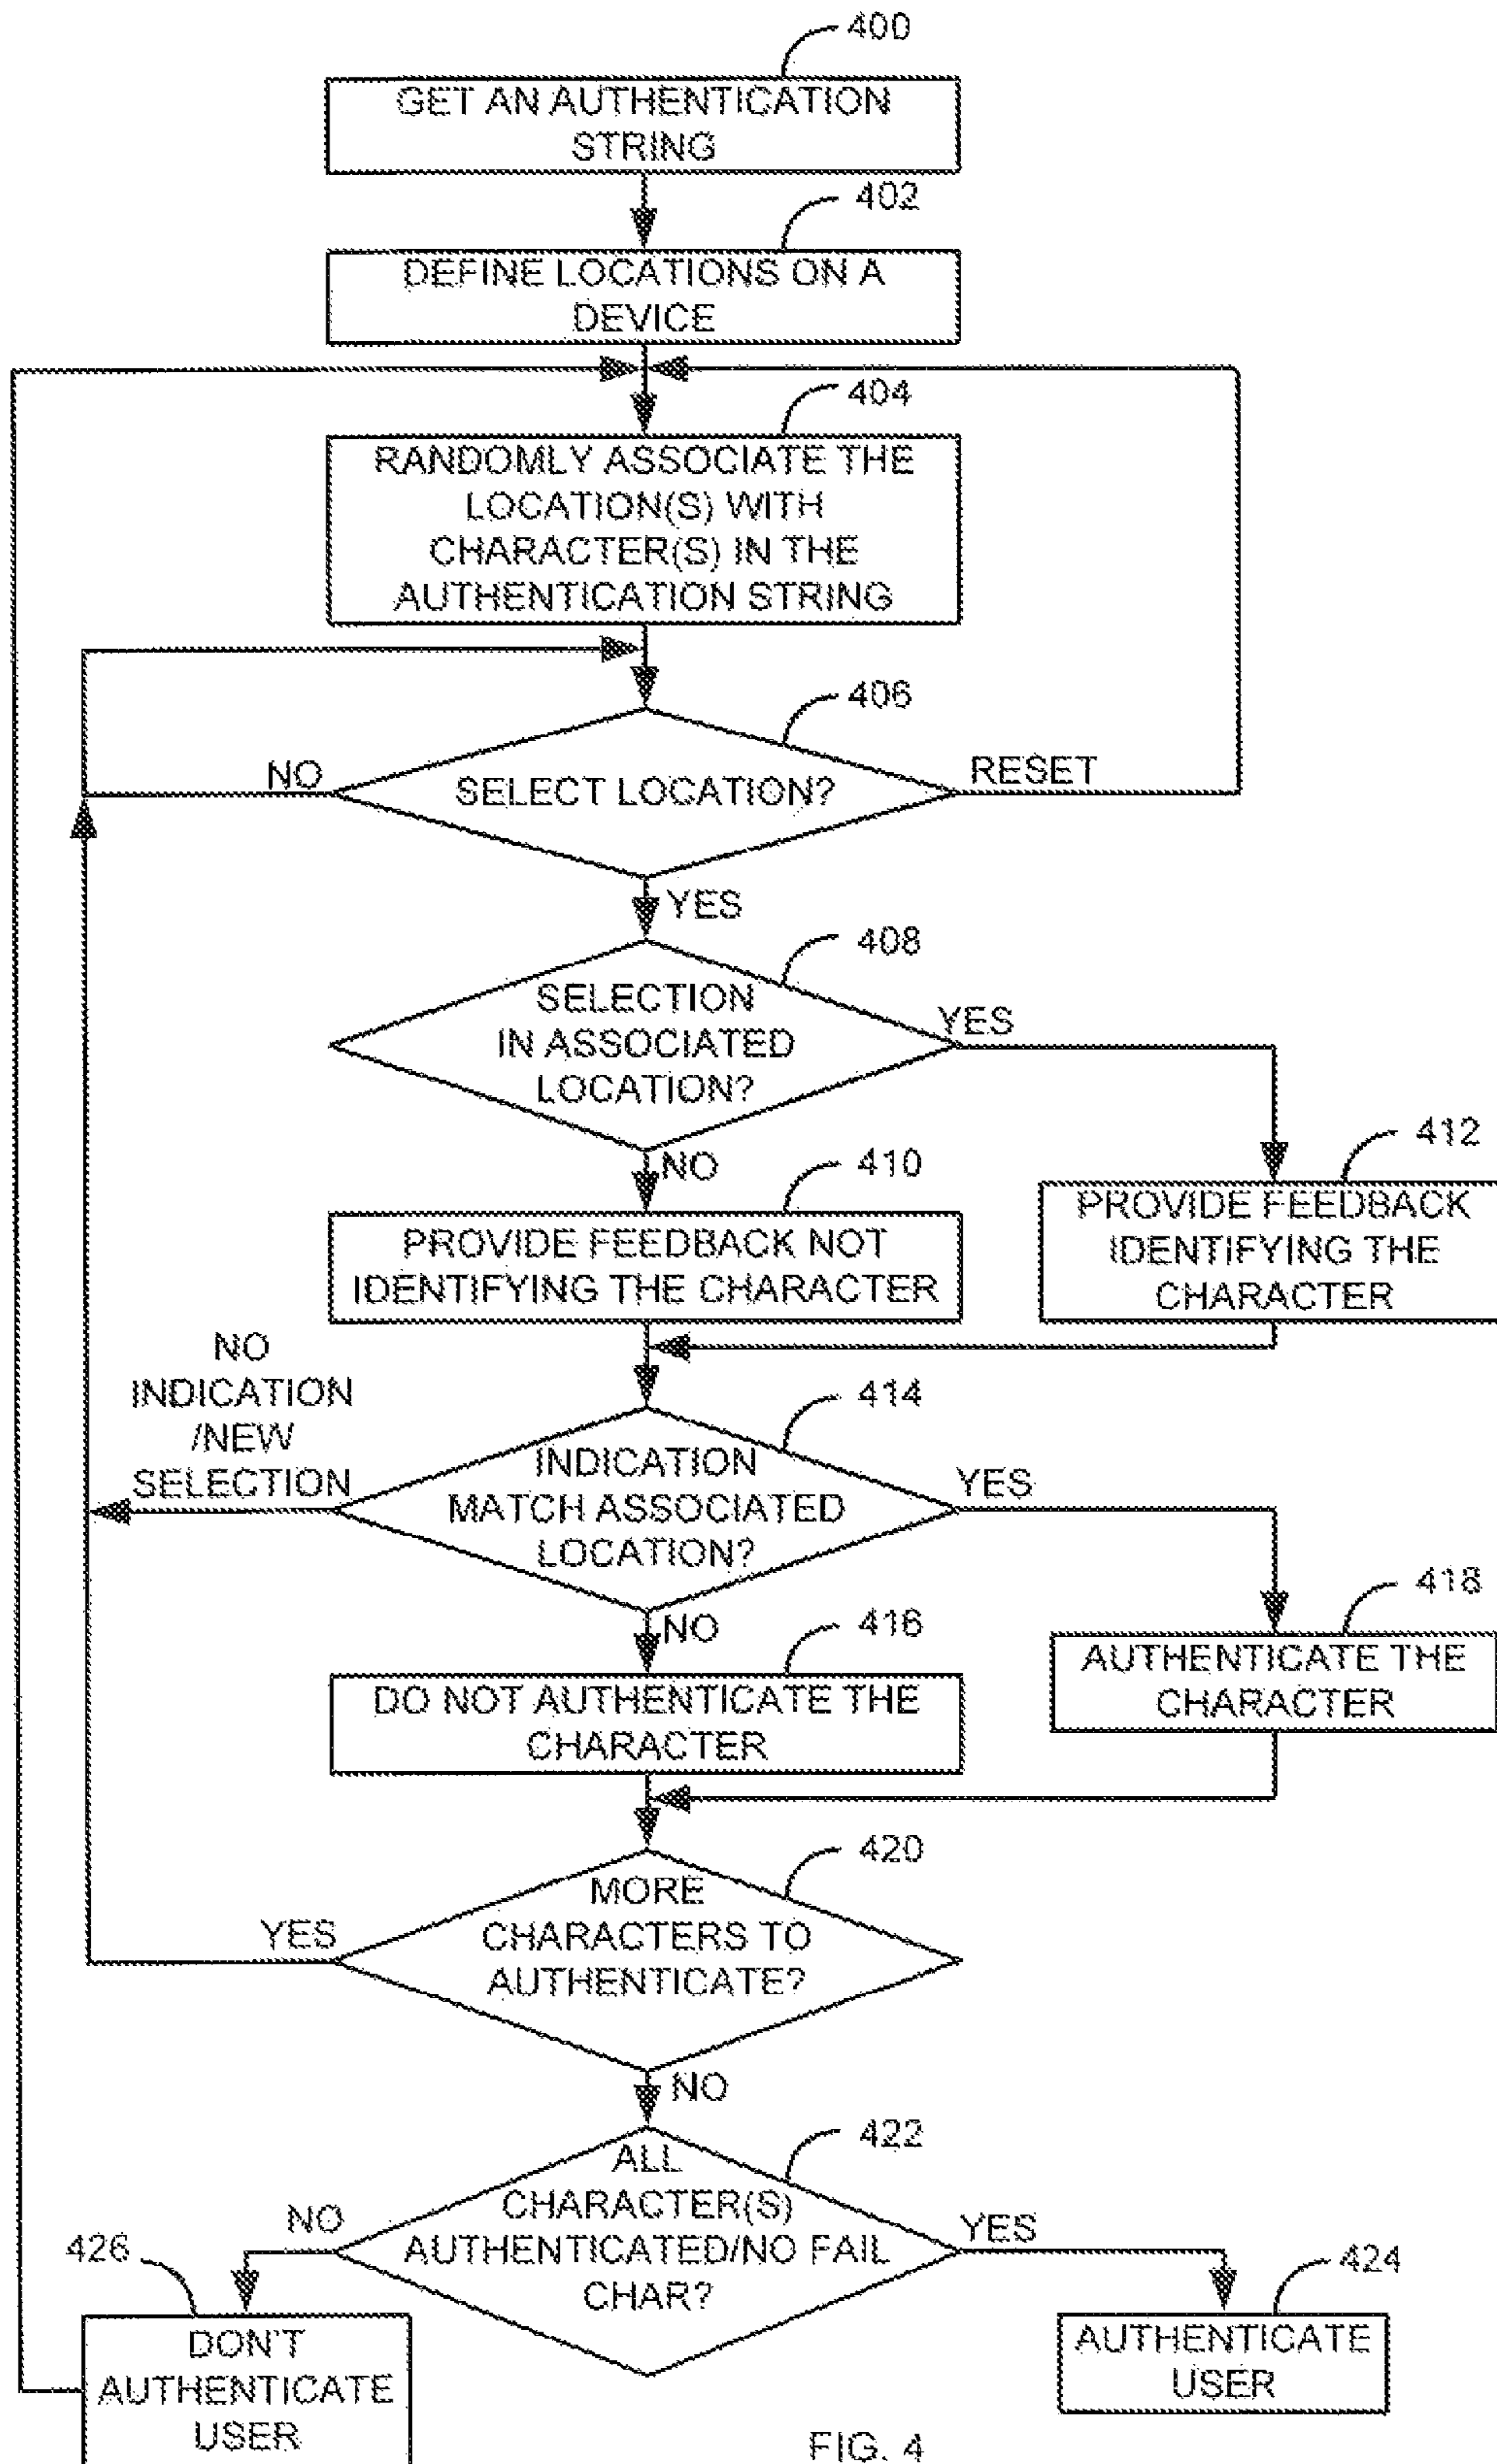 400
GET AN AUTHENTICATION
STRING
402
DEFINE LOCATIONS ON A
DEVICE
404
RANDOMLY ASSOCIATE THE
LOCATION(S) WITH
CHARACTER(S) IN THE
AUTHENTICATION STRING
406
NO
SELECT LOCATION?
RESET
YES
408
SELECTION
IN ASSOCIATED
LOCATION?
YES
NO
410
PROVIDE FEEDBACK NOT
IDENTIFYING THE CHARACTER
412
PROVIDE FEEDBACK
IDENTIFYING THE
CHARACTER
NO
INDICATION
/NEW
SELECTION
414
INDICATION
MATCH ASSOCIATED
LOCATION?
YES
NO
416
DO NOT AUTHENTICATE THE
CHARACTER
418
AUTHENTICATE THE
CHARACTER
420
MORE
CHARACTERS TO
AUTHENTICATE?
YES
NO
422
ALL
CHARACTER(S)
AUTHENTICATED/NO FAIL
CHAR?
NO
YES
426
DON'T
AUTHENTICATE
USER
424
AUTHENTICATE
USER
FIG. 4